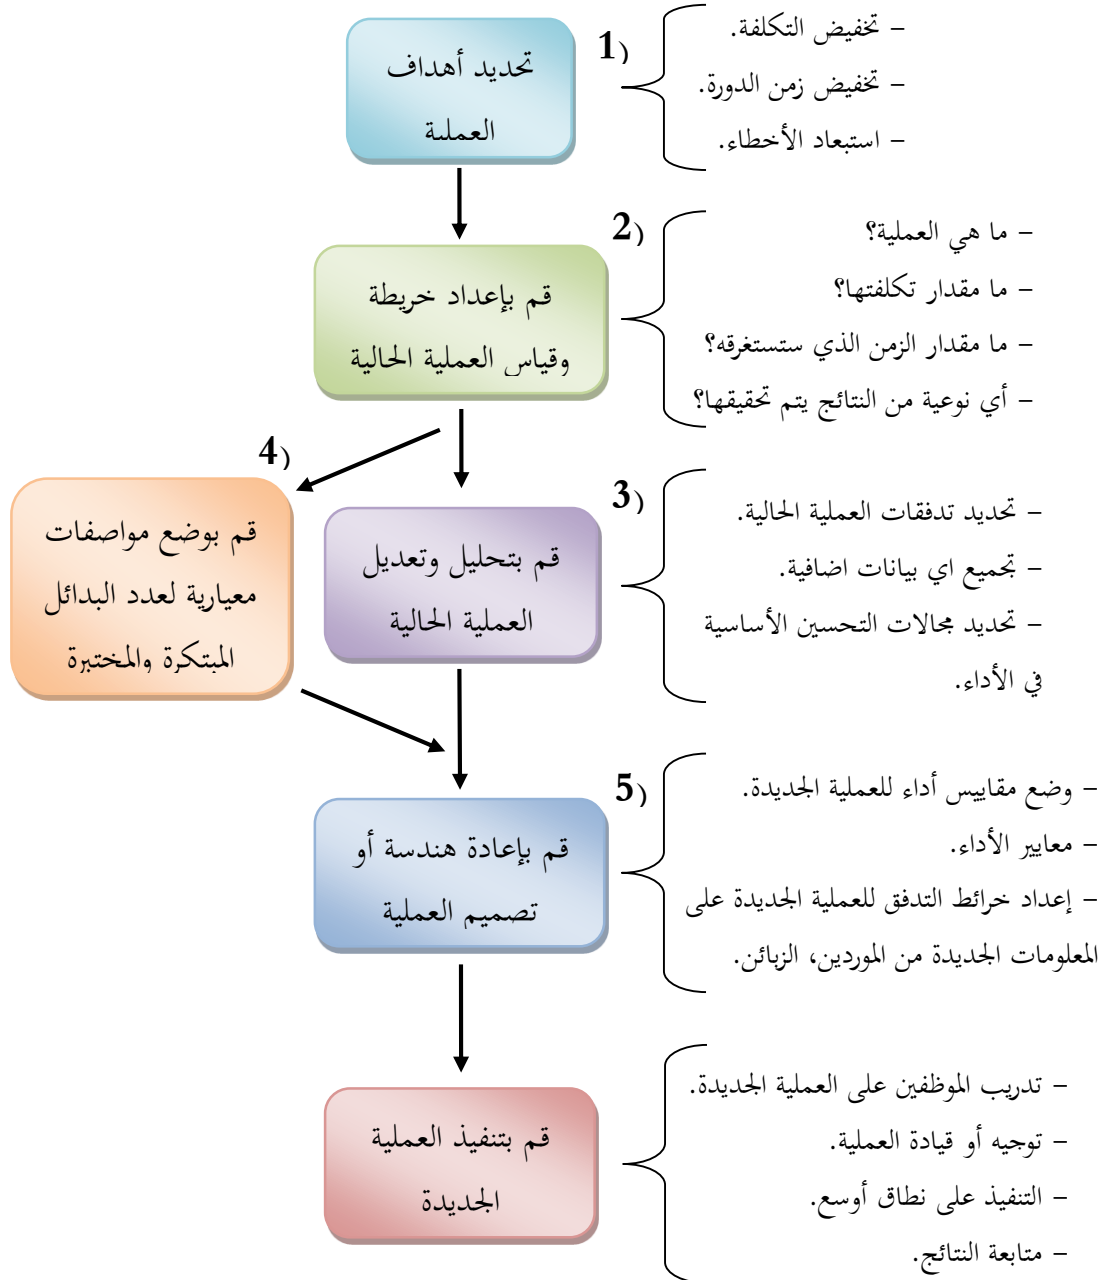 1)
تحديد أهداف
العملية
– تخفيض التكلفة.
– تخفيض زمن الدورة.
– استبعاد الأخطاء.
2)
قم بإعداد خريطة
وقياس العملية الحالية
– ما هي العملية؟
– ما مقدار تكلفتها؟
– ما مقدار الزمن الذي ستستغرقه؟
– أي نوعية من النتائج يتم تحقيقها؟
3)
قم بتحليل وتعديل
العملية الحالية
– تحديد تدفقات العملية الحالية.
– تجميع اي بيانات اضافية.
– تحديد مجالات التحسين الأساسية
في الأداء.
4)
قم بوضع مواصفات
معيارية لعدد البدائل
المبتكرة والمختبرة
5)
قم بإعادة هندسة أو
تصميم العملية
– وضع مقاييس أداء للعملية الجديدة.
– معايير الأداء.
– إعداد خرائط التدفق للعملية الجديدة على
المعلومات الجديدة من الموردين، الزبائن.
قم بتنفيذ العملية
الجديدة
– تدريب الموظفين على العملية الجديدة.
– توجيه أو قيادة العملية.
– التنفيذ على نطاق أوسع.
– متابعة النتائج.